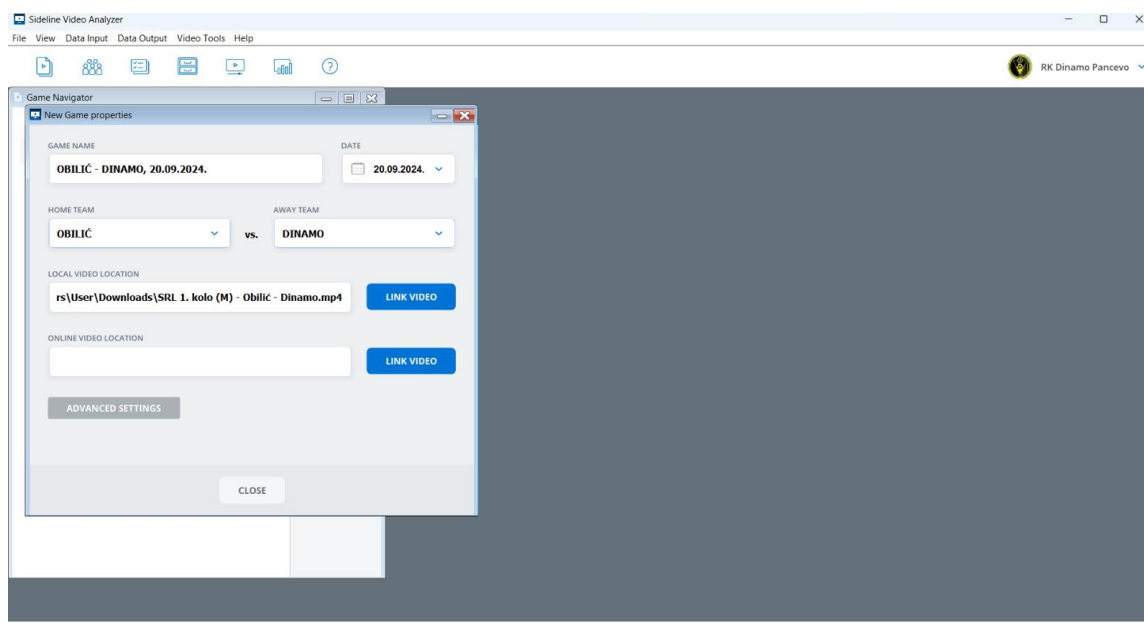 Sideline Video Analyzer
File View Data Input Data Output Video Tools Help
RK Dinamo Pancevo
Game Navigator
New Game properties
GAME NAME DATE
OBILIĆ - DINAMO, 20.09.2024. 20.09.2024.
HOME TEAM AWAY TEAM
OBILIĆ vs. DINAMO
LOCAL VIDEO LOCATION
rs\User\Downloads\SRL 1. kolo (M) - Obilić - Dinamo.mp4 LINK VIDEO
ONLINE VIDEO LOCATION
LINK VIDEO
ADVANCED SETTINGS
CLOSE